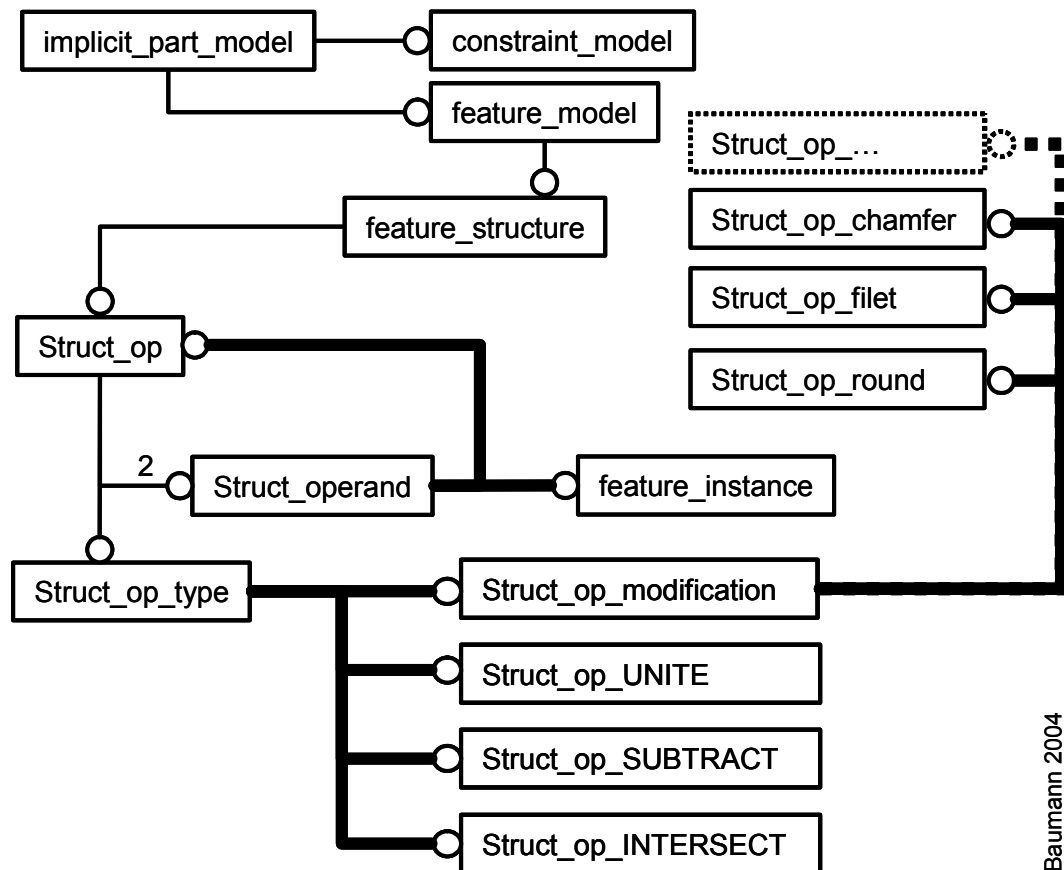 implicit_part_model
constraint_model
feature_model
Struct_op_...
feature_structure
Struct_op_chamfer
Struct_op_filet
Struct_op
Struct_op_round
2
Struct_operand
feature_instance
Struct_op_type
Struct_op_modification
Struct_op_UNITE
Struct_op_SUBTRACT
Struct_op_INTERSECT
Baumann 2004